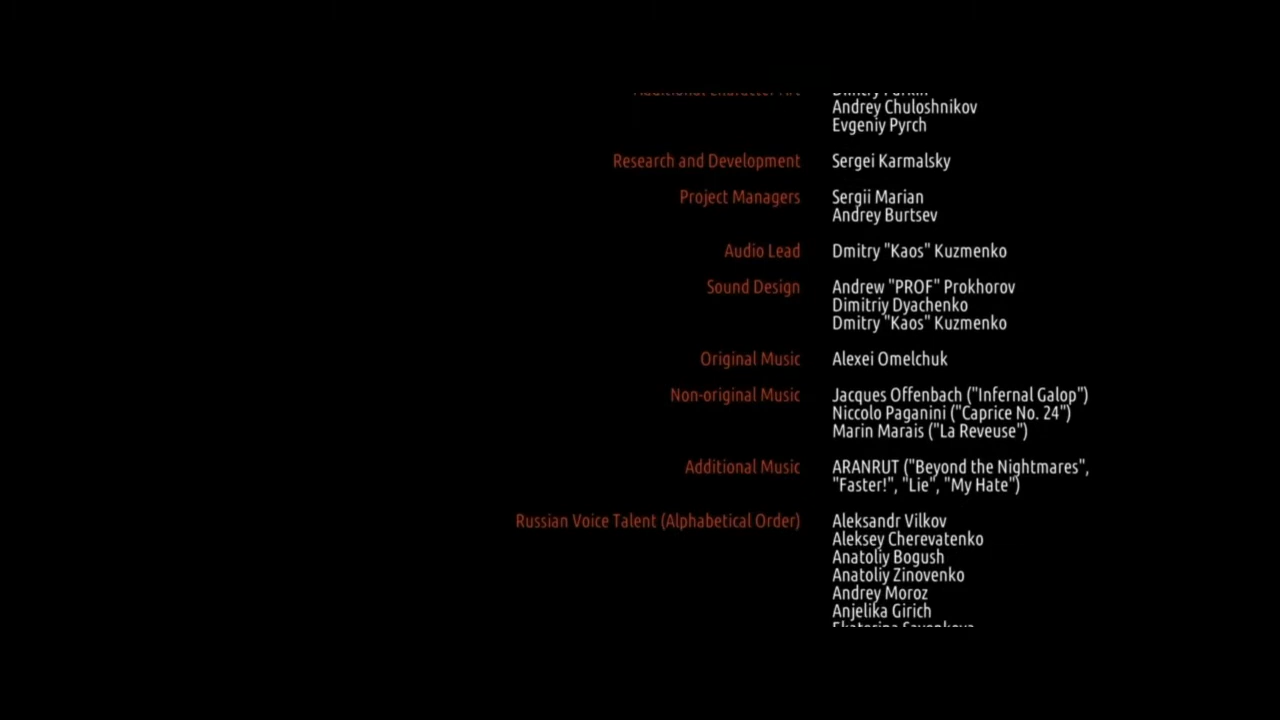 Andrey Chuloshnikov
Evgeniy Pyrch
Research and Development Sergei Karmalsky
Project Managers Sergii Marian
Andrey Burtsev
Audio Lead Dmitry "Kaos" Kuzmenko
Sound Design Andrew "PROF" Prokhorov
Dimitriy Dyachenko
Dmitry "Kaos" Kuzmenko
Original Music Alexei Omelchuk
Non-original Music Jacques Offenbach ("Infernal Galop")
Niccolo Paganini ("Caprice No. 24")
Marin Marais ("La Reveuse")
Additional Music ARANRUT ("Beyond the Nightmares",
"Faster!", "Lie", "My Hate")
Russian Voice Talent (Alphabetical Order) Aleksandr Vilkov
Aleksey Cherevatenko
Anatoliy Bogush
Anatoliy Zinovenko
Andrey Moroz
Anjelika Girich